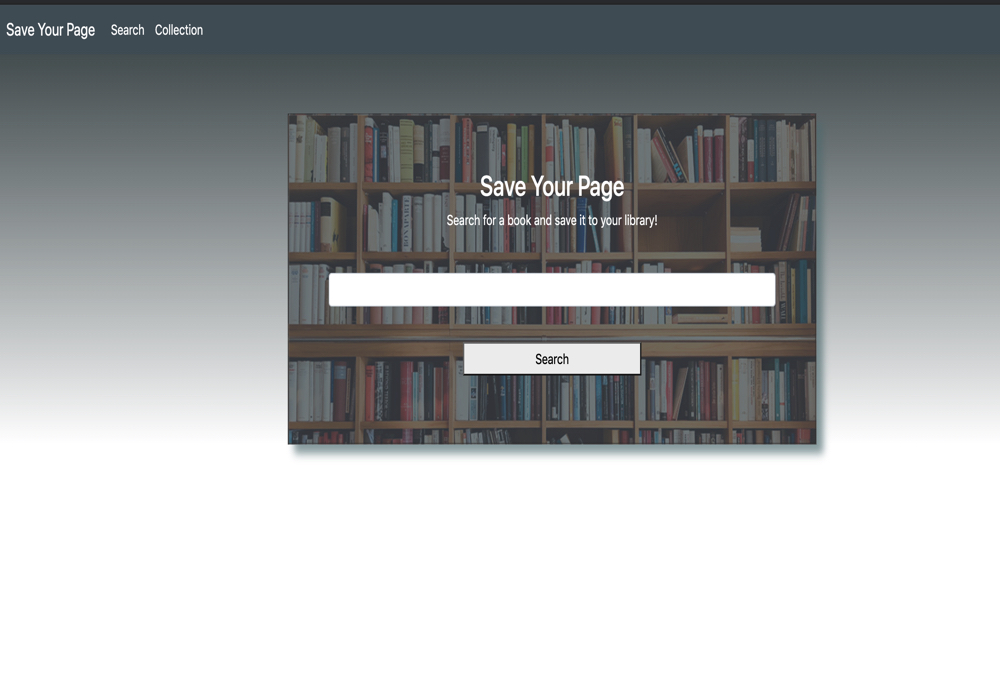 Save Your Page Search Collection
Save Your Page
Search for a book and save it to your library!
Search